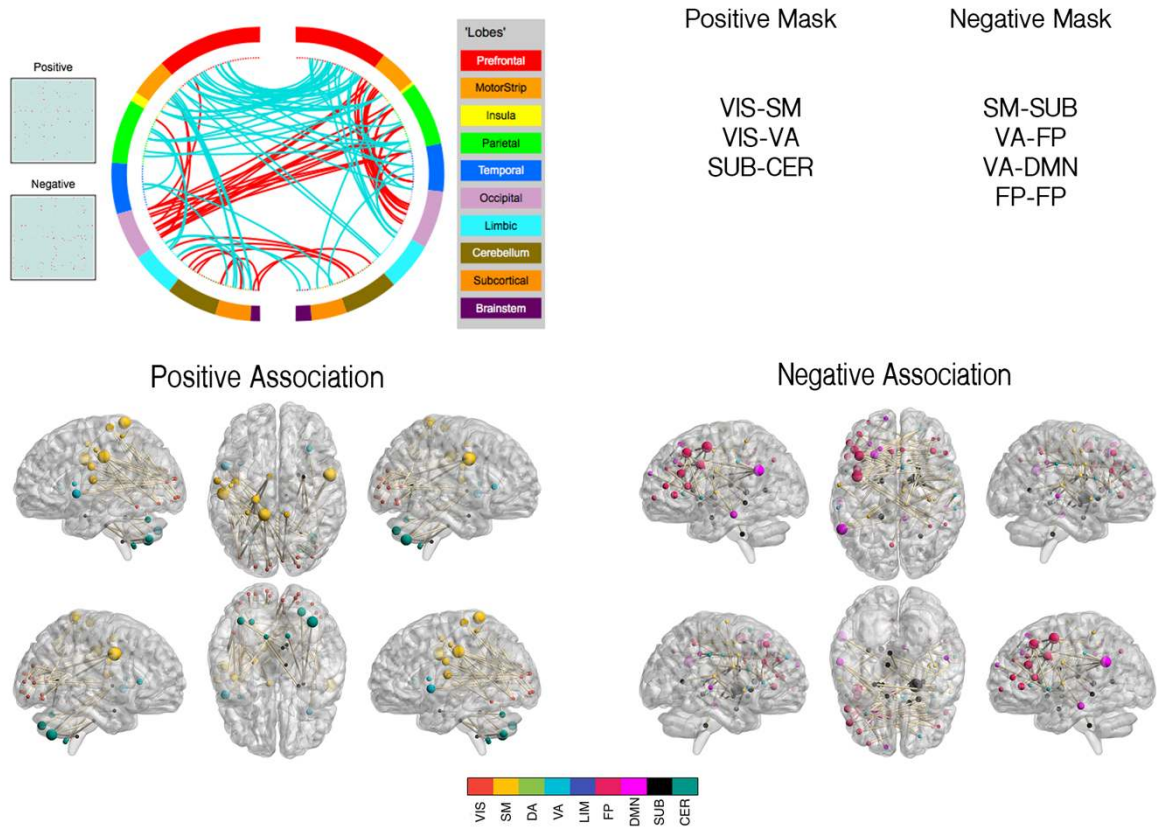 Positive
Negative
'Lobes'
Prefrontal
MotorStrip
Insula
Parietal
Temporal
Occipital
Limbic
Cerebellum
Subcortical
Brainstem
Positive Mask
VIS-SM
VIS-VA
SUB-CER
Negative Mask
SM-SUB
VA-FP
VA-DMN
FP-FP
Positive Association
Negative Association
VIS
SM
DA
VA
LIM
FP
DMN
SUB
CER